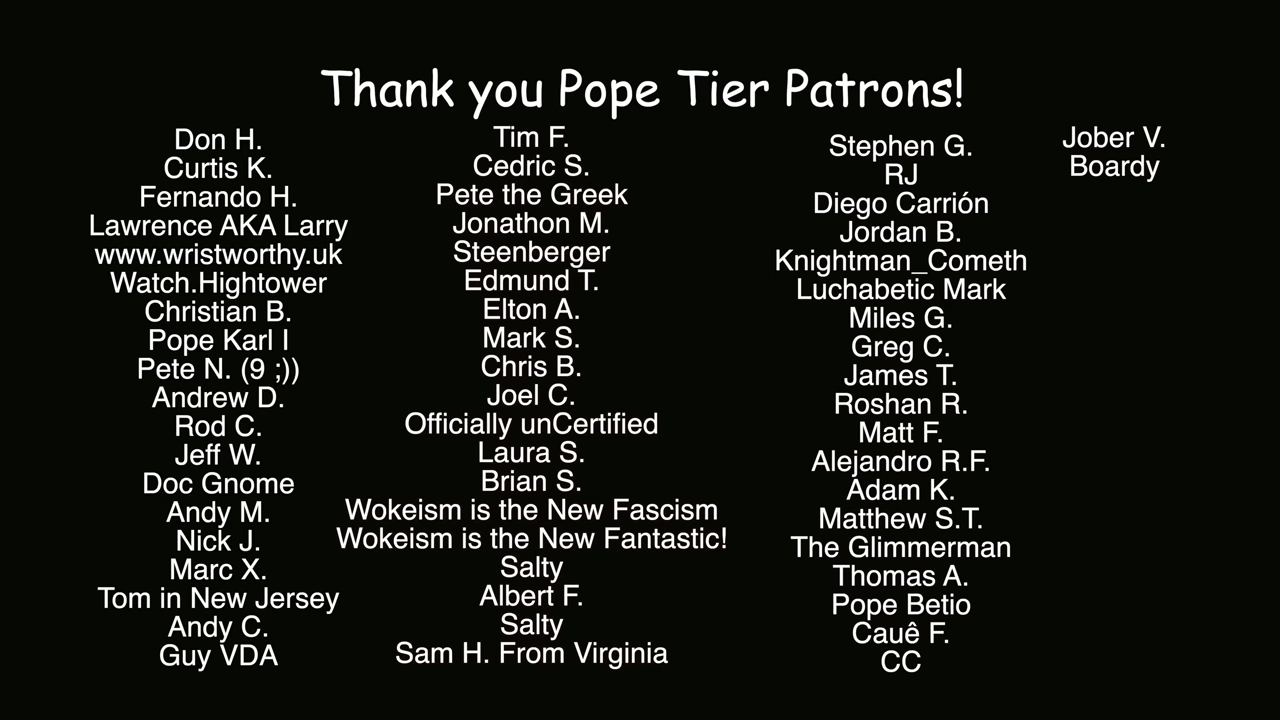 Thank you Pope Tier Patrons!
Don H.
Curtis K.
Fernando H.
Lawrence AKA Larry
www.wristworthy.uk
Watch.Hightower
Christian B.
Pope Karl I
Pete N. (9 ;))
Andrew D.
Rod C.
Jeff W.
Doc Gnome
Andy M.
Nick J.
Marc X.
Tom in New Jersey
Andy C.
Guy VDA
Tim F.
Cedric S.
Pete the Greek
Jonathon M.
Steenberger
Edmund T.
Elton A.
Mark S.
Chris B.
Joel C.
Officially unCertified
Laura S.
Brian S.
Wokeism is the New Fascism
Wokeism is the New Fantastic!
Salty
Albert F.
Salty
Sam H. From Virginia
Stephen G.
RJ
Diego Carrión
Jordan B.
Knightman_Cometh
Luchabetic Mark
Miles G.
Greg C.
James T.
Roshan R.
Matt F.
Alejandro R.F.
Adam K.
Matthew S.T.
The Glimmerman
Thomas A.
Pope Betio
Cauê F.
CC
Jober V.
Boardy